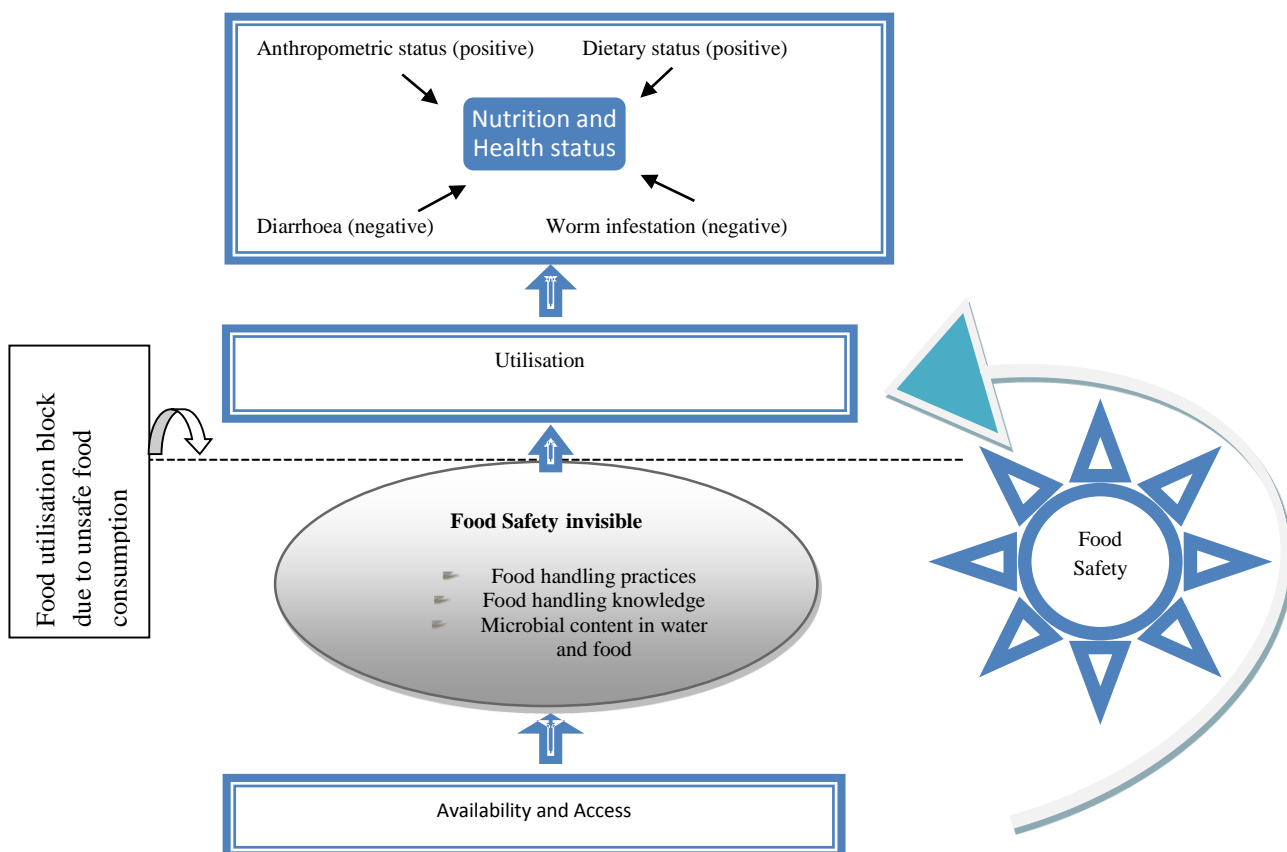 Anthropometric status (positive)
Dietary status (positive)
Nutrition and
Health status
Diarrhoea (negative)
Worm infestation (negative)
Utilisation
Food utilisation block
due to unsafe food
consumption
Food Safety invisible
Food handling practices
Food handling knowledge
Microbial content in water
and food
Food
Safety
Availability and Access